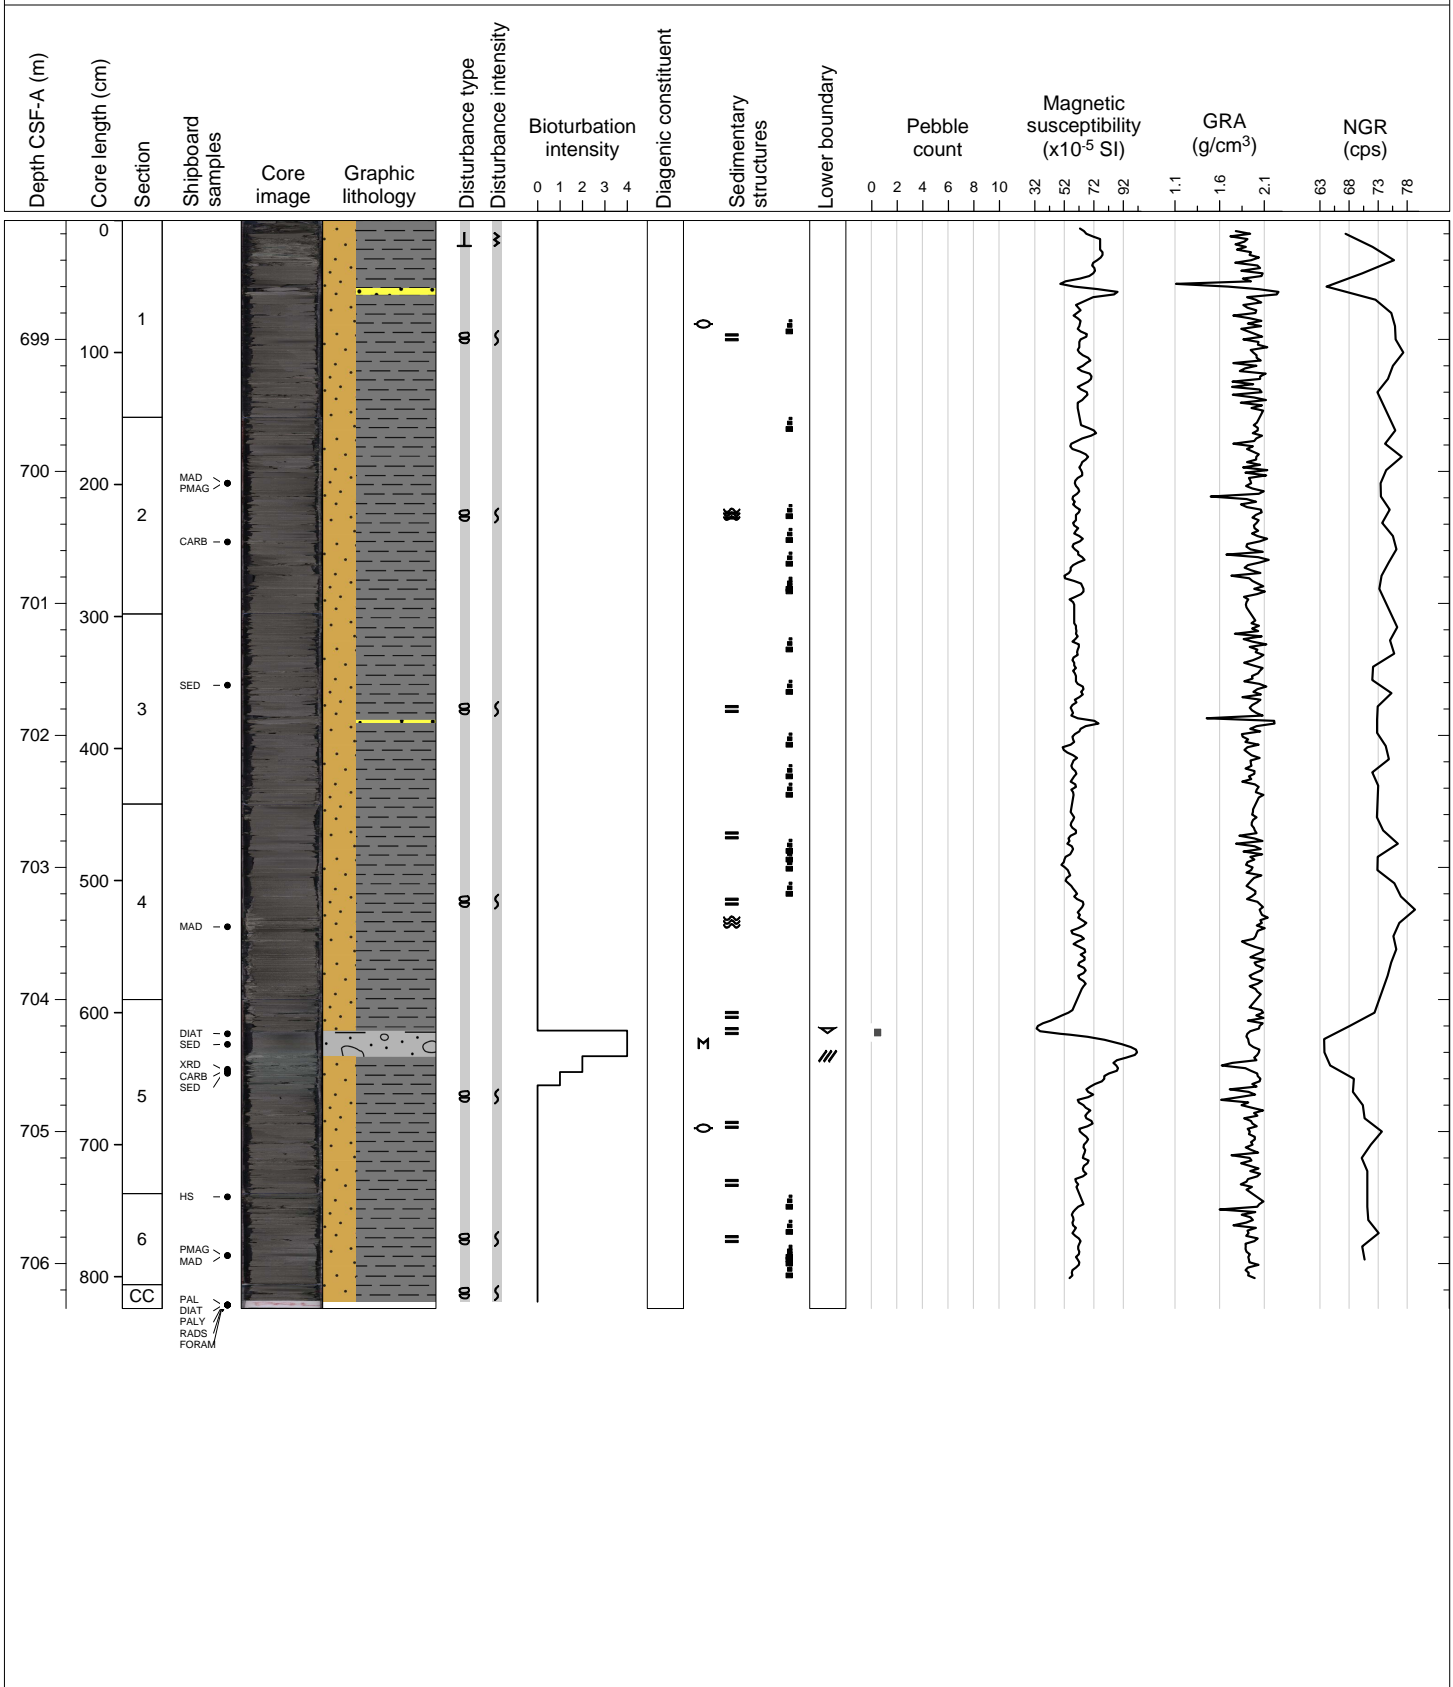 Depth CSF-A (m)
Core length (cm)
Section
Shipboard
samples
Core
image
Graphic
lithology
Disturbance type
Disturbance intensity
Bioturbation
intensity
0 1 2 3 4
Diagenic constituent
Sedimentary
structures
Lower boundary
Pebble
count
0 2 4 6 8 10
Magnetic
susceptibility
(x10-5 SI)
32 52 72 92
GRA
(g/cm3)
1.1 1.6 2.1
NGR
(cps)
63 68 73 78
0
1
699
100
700
MAD
PMAG
200
2
CARB
701
300
SED
3
702
400
703
500
4
MAD
704
600
DIAT
SED
XRD
CARB
SED
5
705
700
HS
6
PMAG
MAD
706
800
CC
PAL
DIAT
PALY
RADS
FORAM